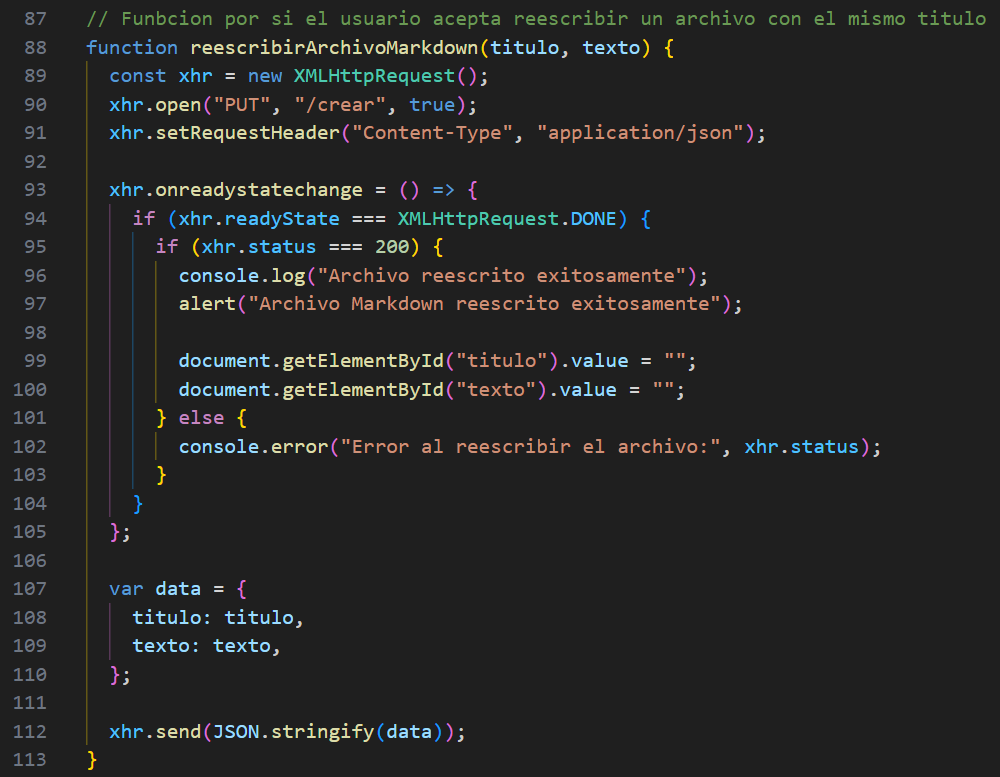 87 // Funbcion por si el usuario acepta reescribir un archivo con el mismo titulo
88 function reescribirArchivoMarkdown(titulo, texto) {
89   const xhr = new XMLHttpRequest();
90   xhr.open("PUT", "/crear", true);
91   xhr.setRequestHeader("Content-Type", "application/json");
92
93   xhr.onreadystatechange = () => {
94     if (xhr.readyState === XMLHttpRequest.DONE) {
95       if (xhr.status === 200) {
96         console.log("Archivo reescrito exitosamente");
97         alert("Archivo Markdown reescrito exitosamente");
98
99         document.getElementById("titulo").value = "";
100         document.getElementById("texto").value = "";
101       } else {
102         console.error("Error al reescribir el archivo:", xhr.status);
103       }
104     }
105   };
106
107   var data = {
108     titulo: titulo,
109     texto: texto,
110   };
111
112   xhr.send(JSON.stringify(data));
113 }